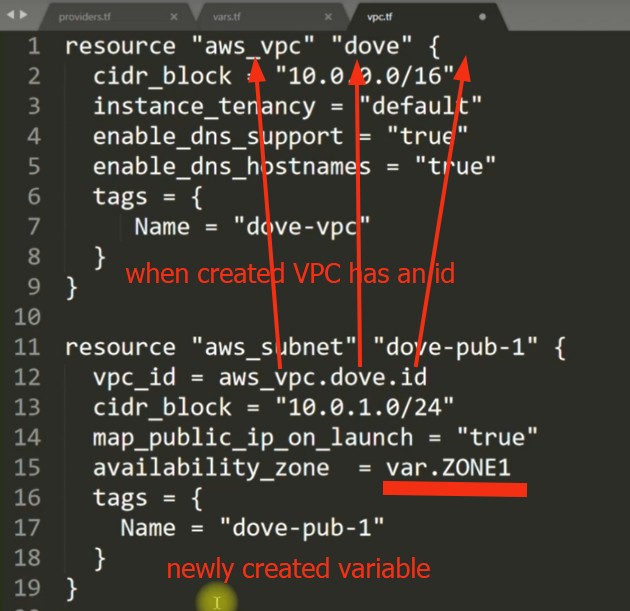 providers.tf × vars.tf × vpc.tf
1 resource "aws_vpc" "dove" {
2 cidr_block = "10.0.0.0/16"
3 instance_tenancy = "default"
4 enable_dns_support = "true"
5 enable_dns_hostnames = "true"
6 tags = {
7 Name = "dove-vpc"
8 }
when created VPC has an id
9 }
10
11 resource "aws_subnet" "dove-pub-1" {
12 vpc_id = aws_vpc.dove.id
13 cidr_block = "10.0.1.0/24"
14 map_public_ip_on_launch = "true"
15 availability_zone = var.ZONE1
16 tags = {
17 Name = "dove-pub-1"
18 }
newly created variable
19 }